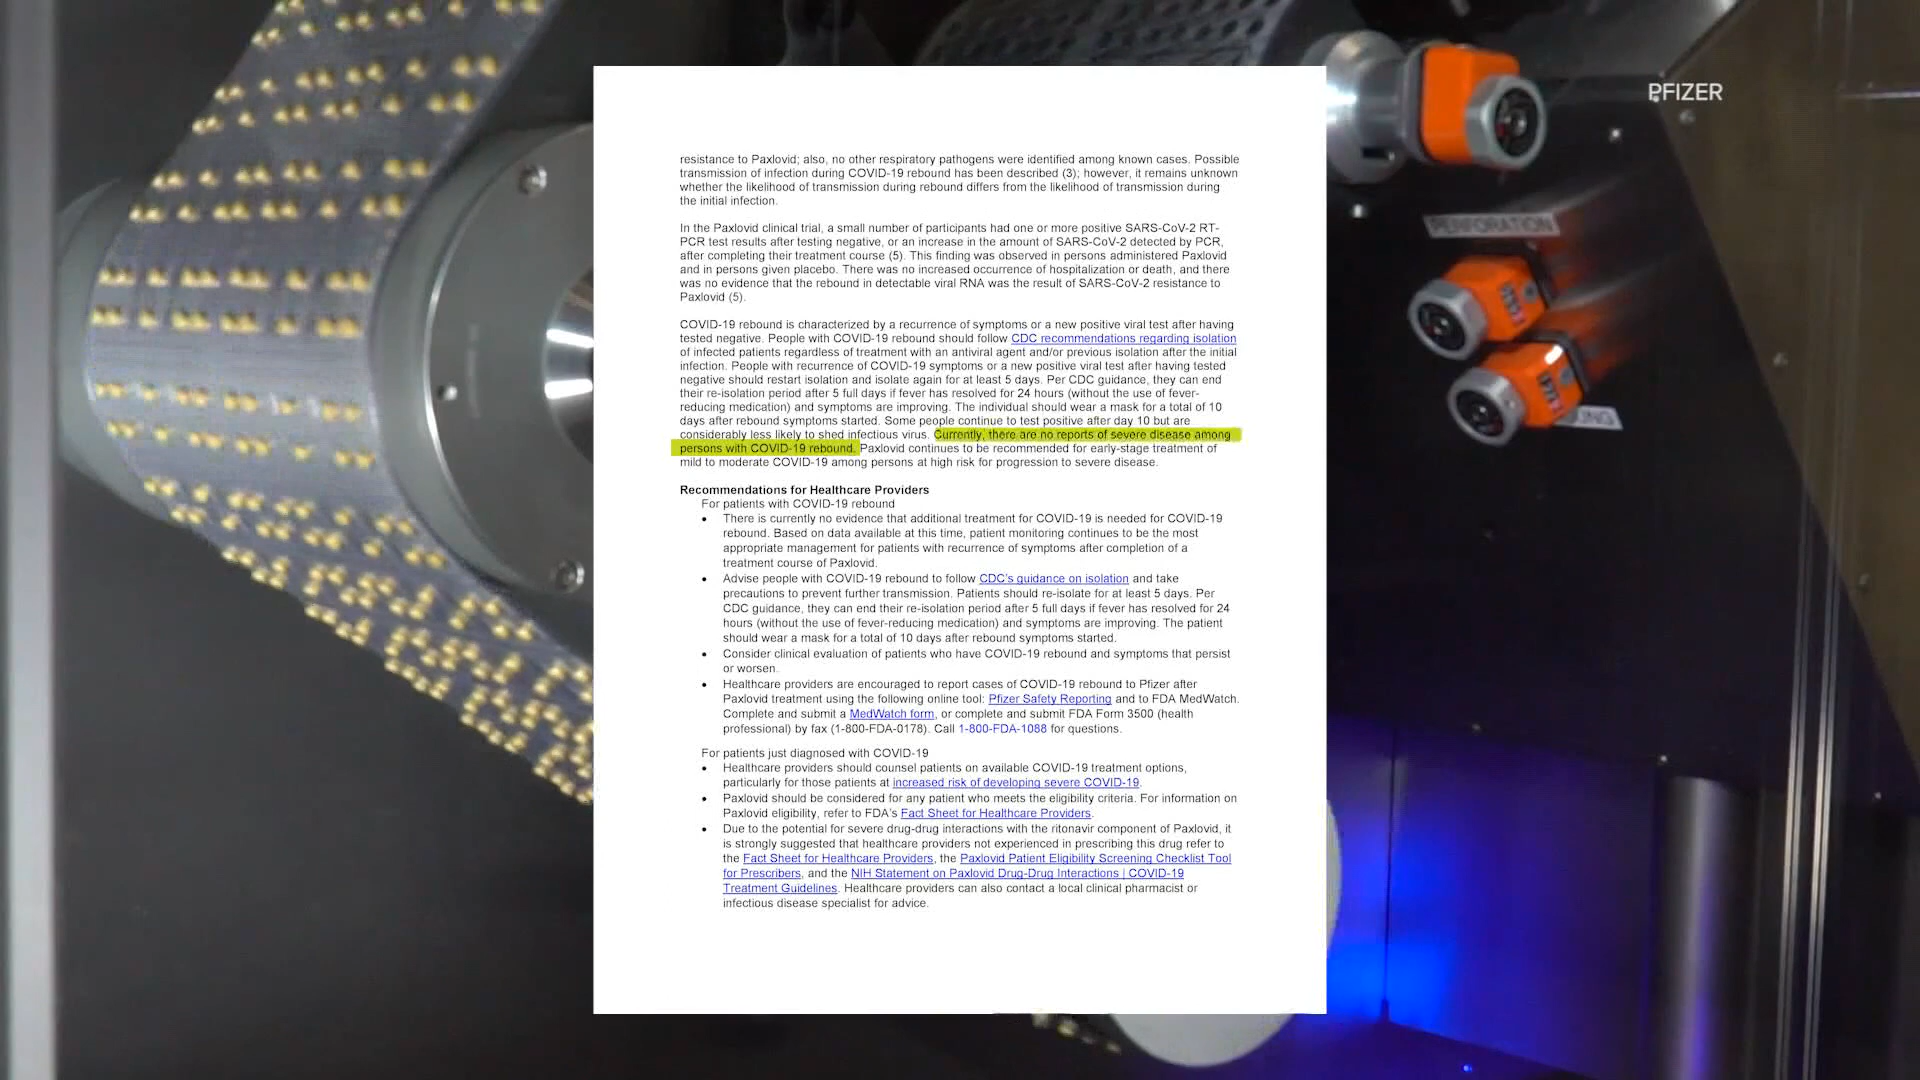 PFIZER
PERFORATION
resistance to Paxlovid; also, no other respiratory pathogens were identified among known cases. Possible
transmission of infection during COVID-19 rebound has been described (3); however, it remains unknown
whether the likelihood of transmission during rebound differs from the likelihood of transmission during
the initial infection.
In the Paxlovid clinical trial, a small number of participants had one or more positive SARS-CoV-2 RT-
PCR test results after testing negative, or an increase in the amount of SARS-CoV-2 detected by PCR,
after completing their treatment course (5). This finding was observed in persons administered Paxlovid
and in persons given placebo. There was no increased occurrence of hospitalization or death, and there
was no evidence that the rebound in detectable viral RNA was the result of SARS-CoV-2 resistance to
Paxlovid (5).
COVID-19 rebound is characterized by a recurrence of symptoms or a new positive viral test after having
tested negative. People with COVID-19 rebound should follow CDC recommendations regarding isolation
of infected patients regardless of treatment with an antiviral agent and/or previous isolation after the initial
infection. People with recurrence of COVID-19 symptoms or a new positive viral test after having tested
negative should restart isolation and isolate again for at least 5 days. Per CDC guidance, they can end
their re-isolation period after 5 full days if fever has resolved for 24 hours (without the use of fever-
reducing medication) and symptoms are improving. The individual should wear a mask for a total of 10
days after rebound symptoms started. Some people continue to test positive after day 10 but are
considerably less likely to shed infectious virus. Currently, there are no reports of severe disease among
persons with COVID-19 rebound. Paxlovid continues to be recommended for early-stage treatment of
mild to moderate COVID-19 among persons at high risk for progression to severe disease.
Recommendations for Healthcare Providers
For patients with COVID-19 rebound
• There is currently no evidence that additional treatment for COVID-19 is needed for COVID-19
rebound. Based on data available at this time, patient monitoring continues to be the most
appropriate management for patients with recurrence of symptoms after completion of a
treatment course of Paxlovid.
• Advise people with COVID-19 rebound to follow CDC's guidance on isolation and take
precautions to prevent further transmission. Patients should re-isolate for at least 5 days. Per
CDC guidance, they can end their re-isolation period after 5 full days if fever has resolved for 24
hours (without the use of fever-reducing medication) and symptoms are improving. The patient
should wear a mask for a total of 10 days after rebound symptoms started.
• Consider clinical evaluation of patients who have COVID-19 rebound and symptoms that persist
or worsen.
• Healthcare providers are encouraged to report cases of COVID-19 rebound to Pfizer after
Paxlovid treatment using the following online tool: Pfizer Safety Reporting and to FDA MedWatch.
Complete and submit a MedWatch form, or complete and submit FDA Form 3500 (health
professional) by fax (1-800-FDA-0178). Call 1-800-FDA-1088 for questions.
For patients just diagnosed with COVID-19
• Healthcare providers should counsel patients on available COVID-19 treatment options,
particularly for those patients at increased risk of developing severe COVID-19.
• Paxlovid should be considered for any patient who meets the eligibility criteria. For information on
Paxlovid eligibility, refer to FDA's Fact Sheet for Healthcare Providers.
• Due to the potential for severe drug-drug interactions with the ritonavir component of Paxlovid, it
is strongly suggested that healthcare providers not experienced in prescribing this drug refer to
the Fact Sheet for Healthcare Providers, the Paxlovid Patient Eligibility Screening Checklist Tool
for Prescribers, and the NIH Statement on Paxlovid Drug-Drug Interactions | COVID-19
Treatment Guidelines. Healthcare providers can also contact a local clinical pharmacist or
infectious disease specialist for advice.